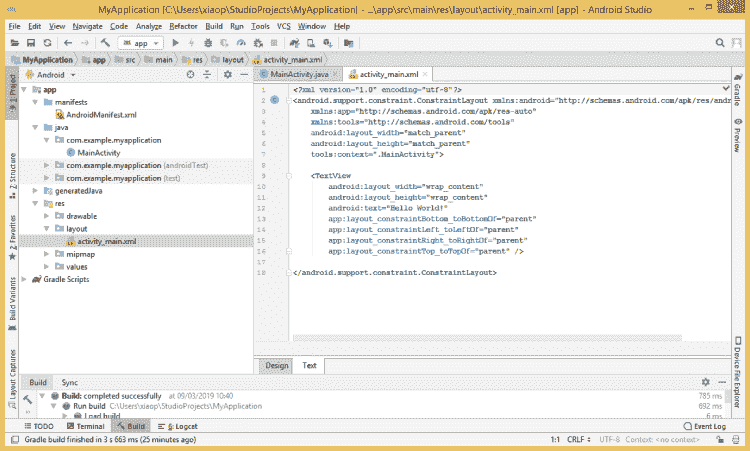 MyApplication [C:\Users\xiaop\StudioProjects\MyApplication] - ...\app\src\main\res\layout\activity_main.xml [app] - Android Studio
File Edit View Navigate Code Analyze Refactor Build Run Tools VCS Window Help
app
MyApplication app src main res layout activity_main.xml
Android
MainActivity.java activity_main.xml
1: Project
Z: Structure
2: Favorites
Build Variants
Layout Captures
app
manifests
AndroidManifest.xml
java
com.example.myapplication
MainActivity
com.example.myapplication (androidTest)
com.example.myapplication (test)
generatedJava
res
drawable
layout
activity_main.xml
mipmap
values
Gradle Scripts
1 <?xml version="1.0" encoding="utf-8"?>
2 <android.support.constraint.ConstraintLayout xmlns:android="http://schemas.android.com/apk/res/andr
3 xmlns:app="http://schemas.android.com/apk/res-auto"
4 xmlns:tools="http://schemas.android.com/tools"
5 android:layout_width="match_parent"
6 android:layout_height="match_parent"
7 tools:context=".MainActivity">
8
9 <TextView
10 android:layout_width="wrap_content"
11 android:layout_height="wrap_content"
12 android:text="Hello World!"
13 app:layout_constraintBottom_toBottomOf="parent"
14 app:layout_constraintLeft_toLeftOf="parent"
15 app:layout_constraintRight_toRightOf="parent"
16 app:layout_constraintTop_toTopOf="parent" />
17
18 </android.support.constraint.ConstraintLayout>
Gradle
Preview
Device File Explorer
Design Text
Build Sync
Build: completed successfully at 09/03/2019 10:40 785 ms
Run build C:\Users\xiaop\StudioProjects\MyApplication 692 ms
Load build 6 ms
TODO Terminal Build 6: Logcat Event Log
Gradle build finished in 3 s 663 ms (25 minutes ago) 1:1 CRLF UTF-8 Context: <no context>